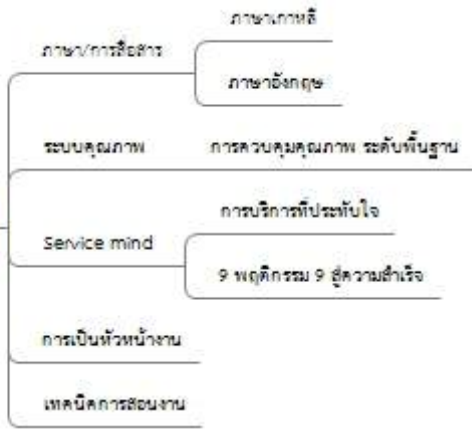 ภาษาเกาหลี
ภาษา/การสื่อสาร
ภาษาอังกฤษ
ระบบคุณภาพ การควบคุมคุณภาพ ระดับพื้นฐาน
การบริการที่ประทับใจ
Service mind
9 พฤติกรรม 9 สู่ความสำเร็จ
การเป็นหัวหน้างาน
เทคนิคการสอนงาน